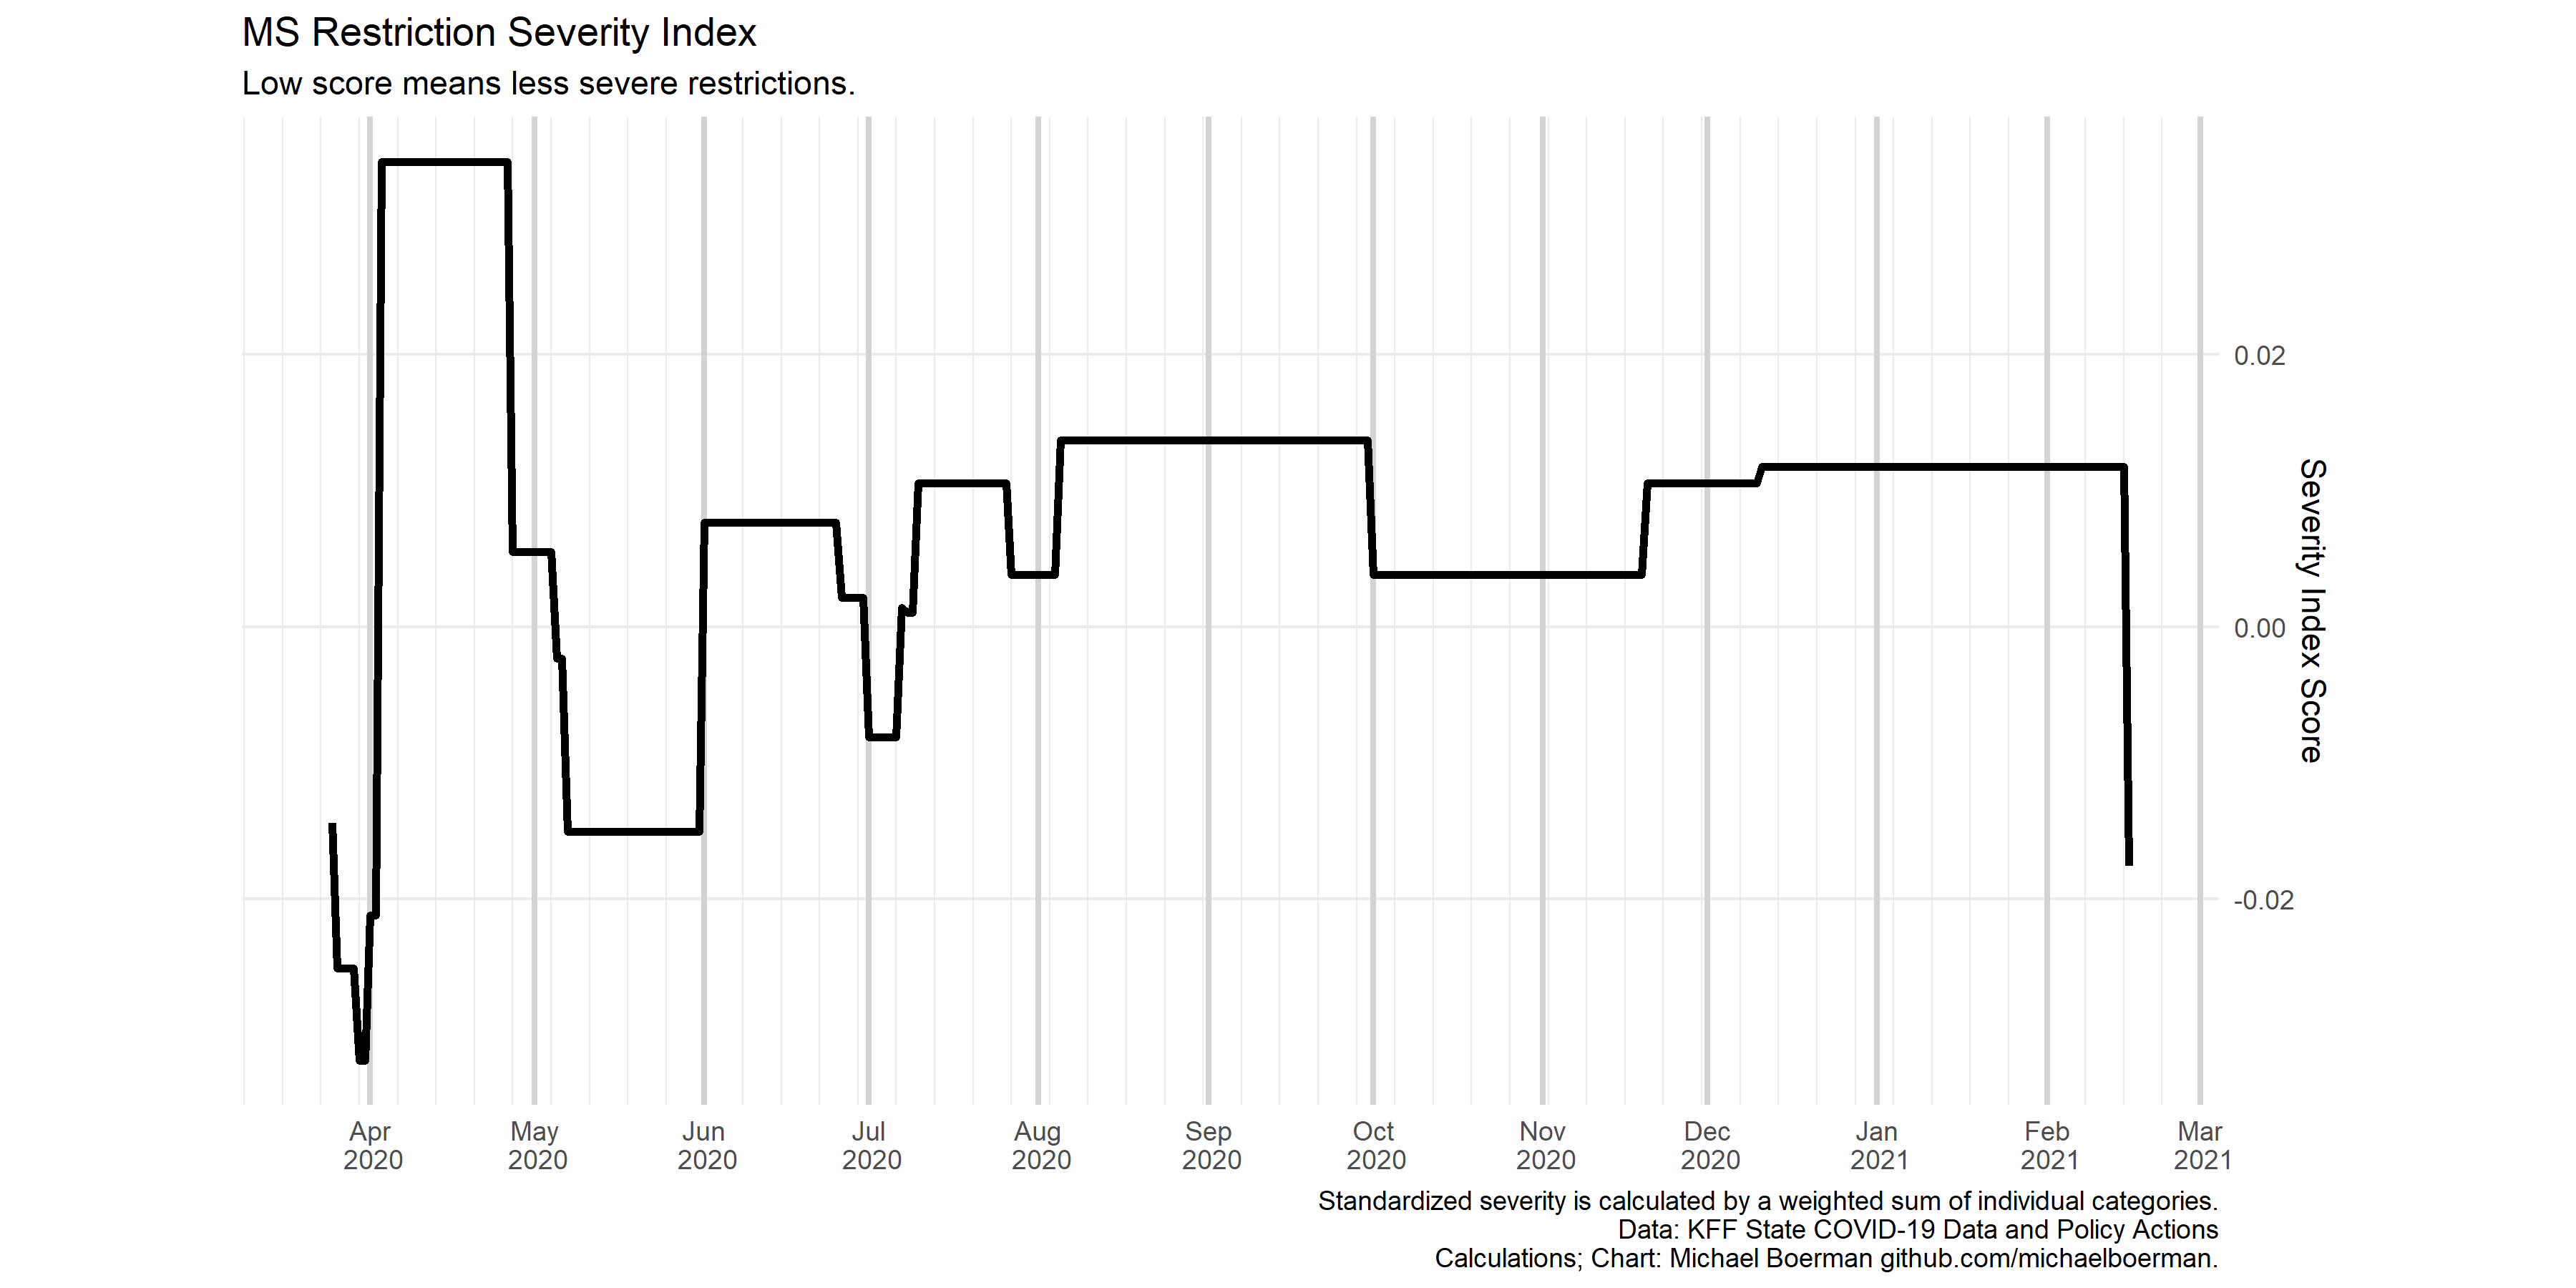 MS Restriction Severity Index
Low score means less severe restrictions.
0.02
0.00
-0.02
Severity Index Score
Apr
2020
May
2020
Jun
2020
Jul
2020
Aug
2020
Sep
2020
Oct
2020
Nov
2020
Dec
2020
Jan
2021
Feb
2021
Mar
2021
Standardized severity is calculated by a weighted sum of individual categories.
Data: KFF State COVID-19 Data and Policy Actions
Calculations; Chart: Michael Boerman github.com/michaelboerman.